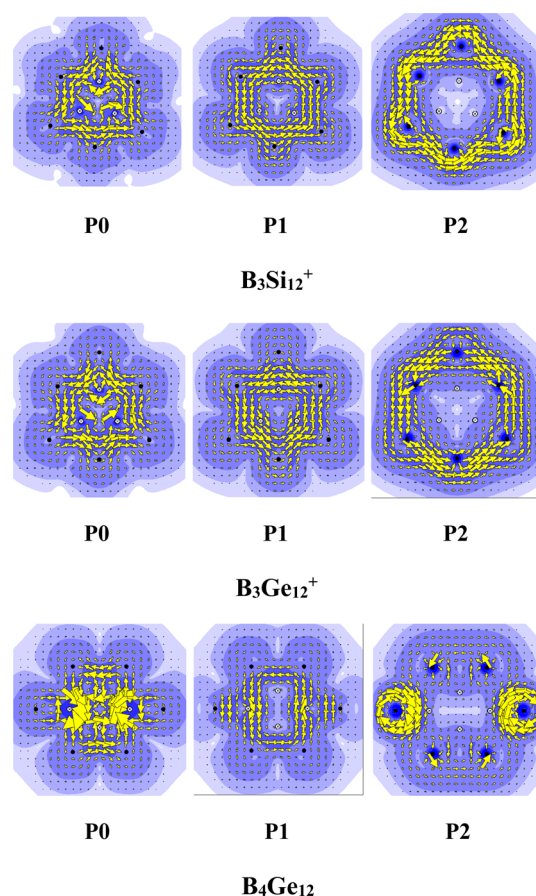 P0 P1 P2
B₃Si₁₂⁺
P0 P1 P2
B₃Ge₁₂⁺
P0 P1 P2
B₄Ge₁₂